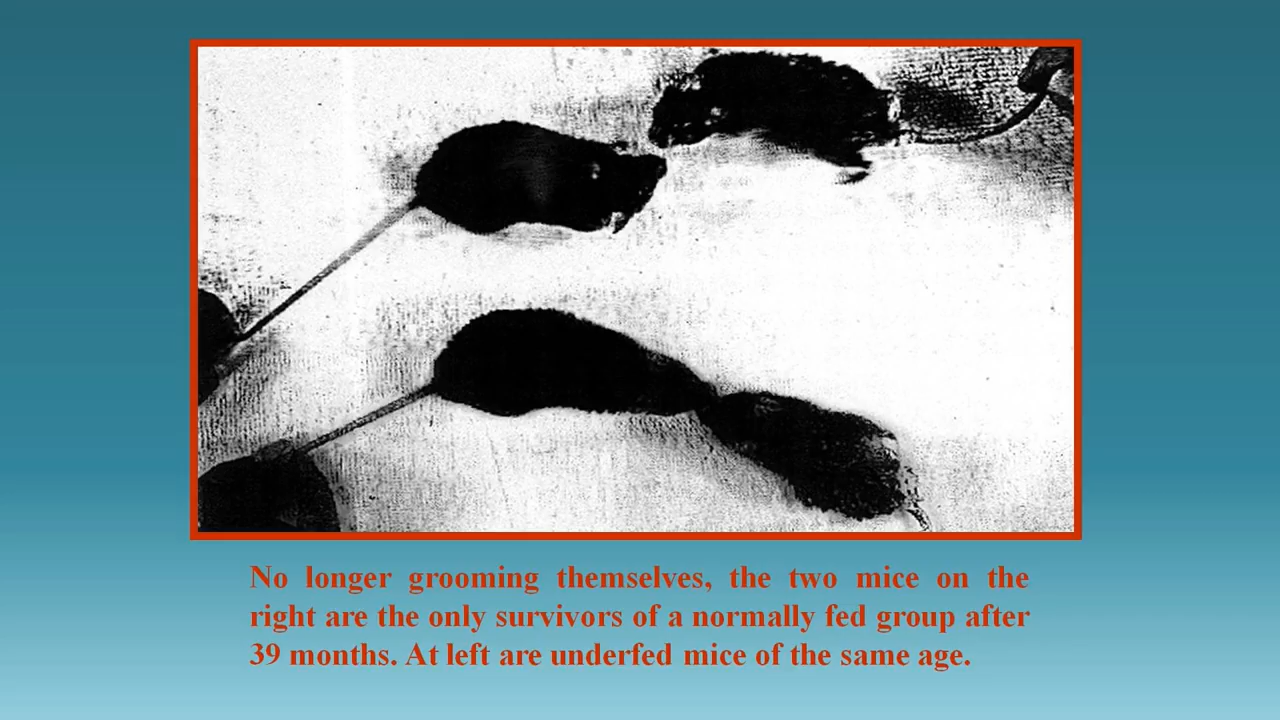 No longer grooming themselves, the two mice on the
right are the only survivors of a normally fed group after
39 months. At left are underfed mice of the same age.